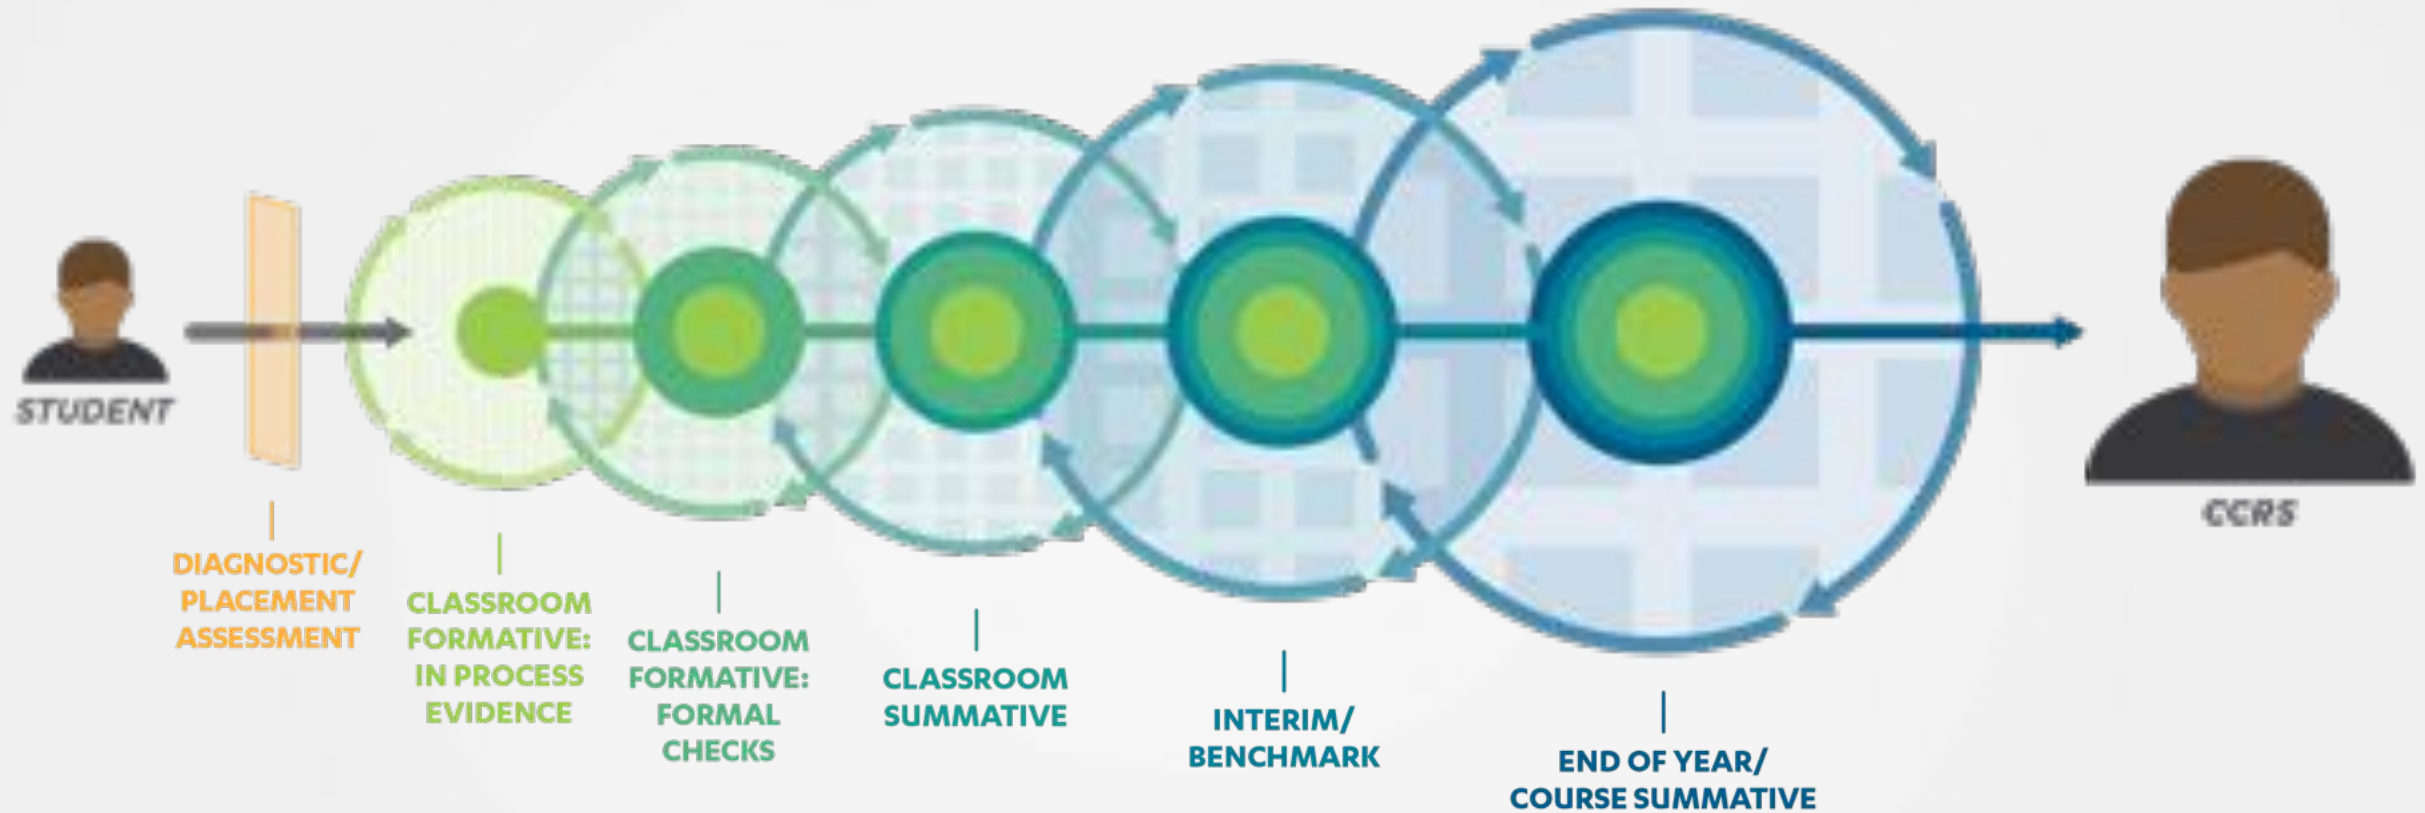 STUDENT
DIAGNOSTIC/
PLACEMENT
ASSESSMENT
CLASSROOM
FORMATIVE:
IN PROCESS
EVIDENCE
CLASSROOM
FORMATIVE:
FORMAL
CHECKS
CLASSROOM
SUMMATIVE
INTERIM/
BENCHMARK
END OF YEAR/
COURSE SUMMATIVE
CCRS